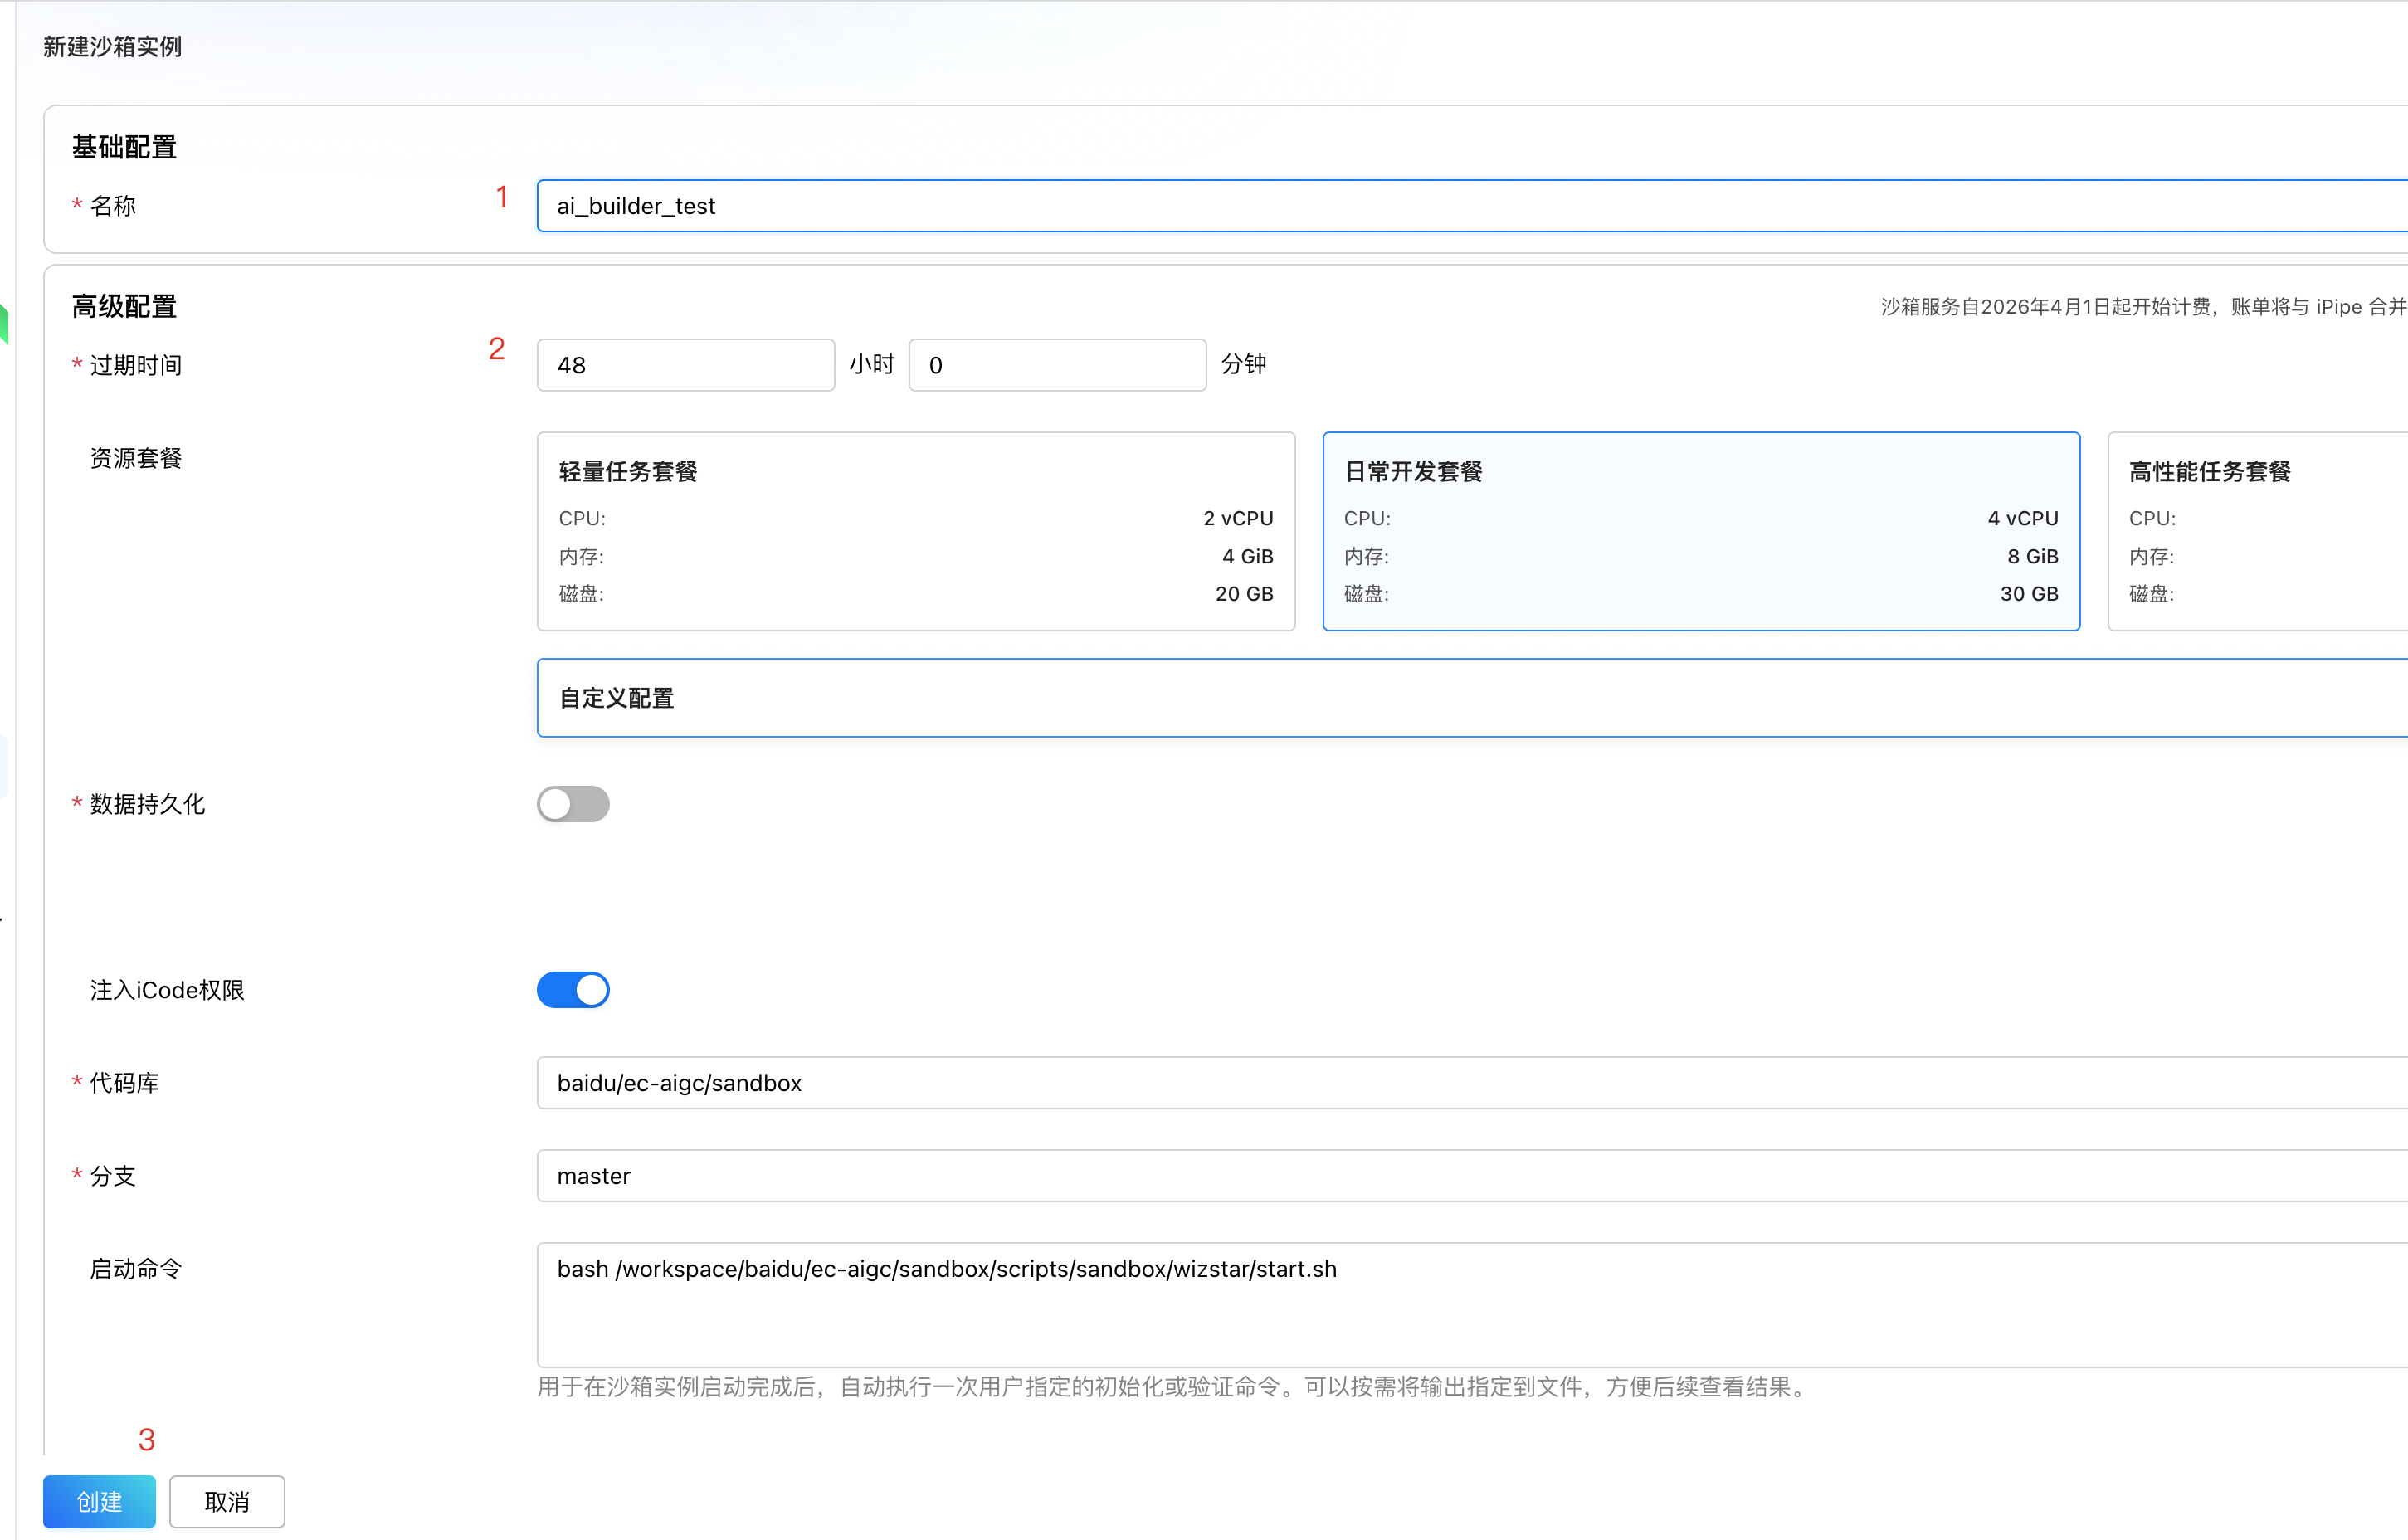 新建沙箱实例
基础配置
* 名称
1
ai_builder_test
高级配置
沙箱服务自2026年4月1日起开始计费，账单将与 iPipe 合并
* 过期时间
2
48
小时
0
分钟
资源套餐
轻量任务套餐
CPU:
2 vCPU
内存:
4 GiB
磁盘:
20 GB
日常开发套餐
CPU:
4 vCPU
内存:
8 GiB
磁盘:
30 GB
高性能任务套餐
CPU:
内存:
磁盘:
自定义配置
* 数据持久化
注入iCode权限
* 代码库
baidu/ec-aigc/sandbox
* 分支
master
启动命令
bash /workspace/baidu/ec-aigc/sandbox/scripts/sandbox/wizstar/start.sh
用于在沙箱实例启动完成后，自动执行一次用户指定的初始化或验证命令。可以按需将输出指定到文件，方便后续查看结果。
3
创建
取消